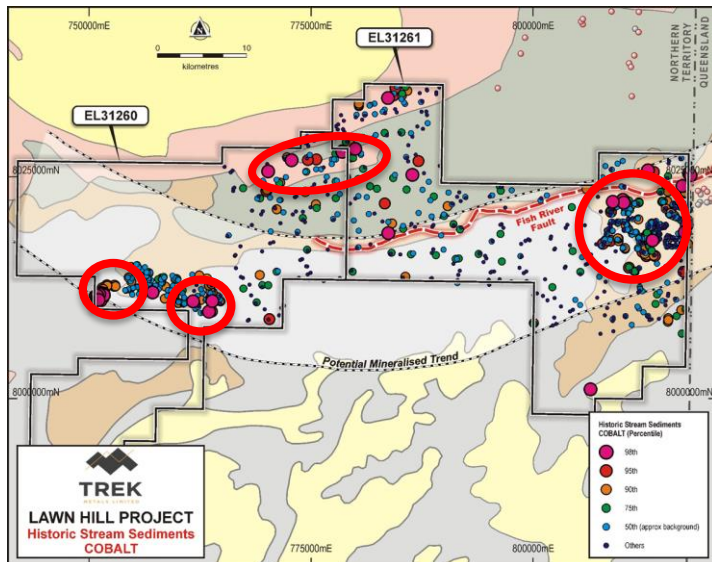 750000mE
775000mE
800000mE
EL31261
0
10
kilometres
NORTHERN
TERRITORY
QUEENSLAND
EL31260
8025000mN
8025000mN
Fish River
Fault
Potential Mineralised Trend
8000000mN
8000000mN
TREK
METALS LIMITED
LAWN HILL PROJECT
Historic Stream Sediments
COBALT
Historic Stream Sediments
COBALT (Percentile)
98th
95th
90th
75th
50th (approx background)
Others
775000mE
800000mE